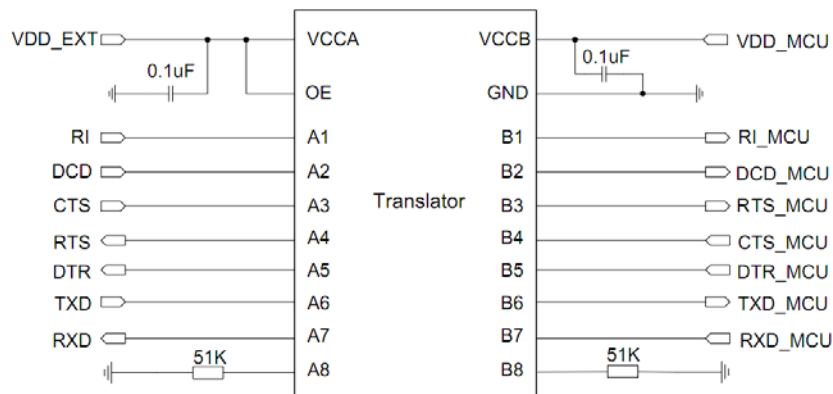 VDD_EXT VCCA VCCB VDD_MCU
0.1uF 0.1uF
OE GND
RI A1 B1 RI_MCU
DCD A2 B2 DCD_MCU
CTS A3 Translator B3 RTS_MCU
RTS A4 B4 CTS_MCU
DTR A5 B5 DTR_MCU
TXD A6 B6 TXD_MCU
RXD A7 B7 RXD_MCU
51K A8 B8 51K